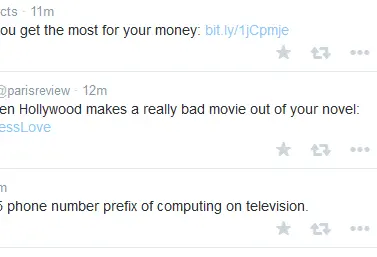 cts · 11m
ou get the most for your money: bit.ly/1jCpmje
@parisreview · 12m
en Hollywood makes a really bad movie out of your novel:
essLove
m
5 phone number prefix of computing on television.